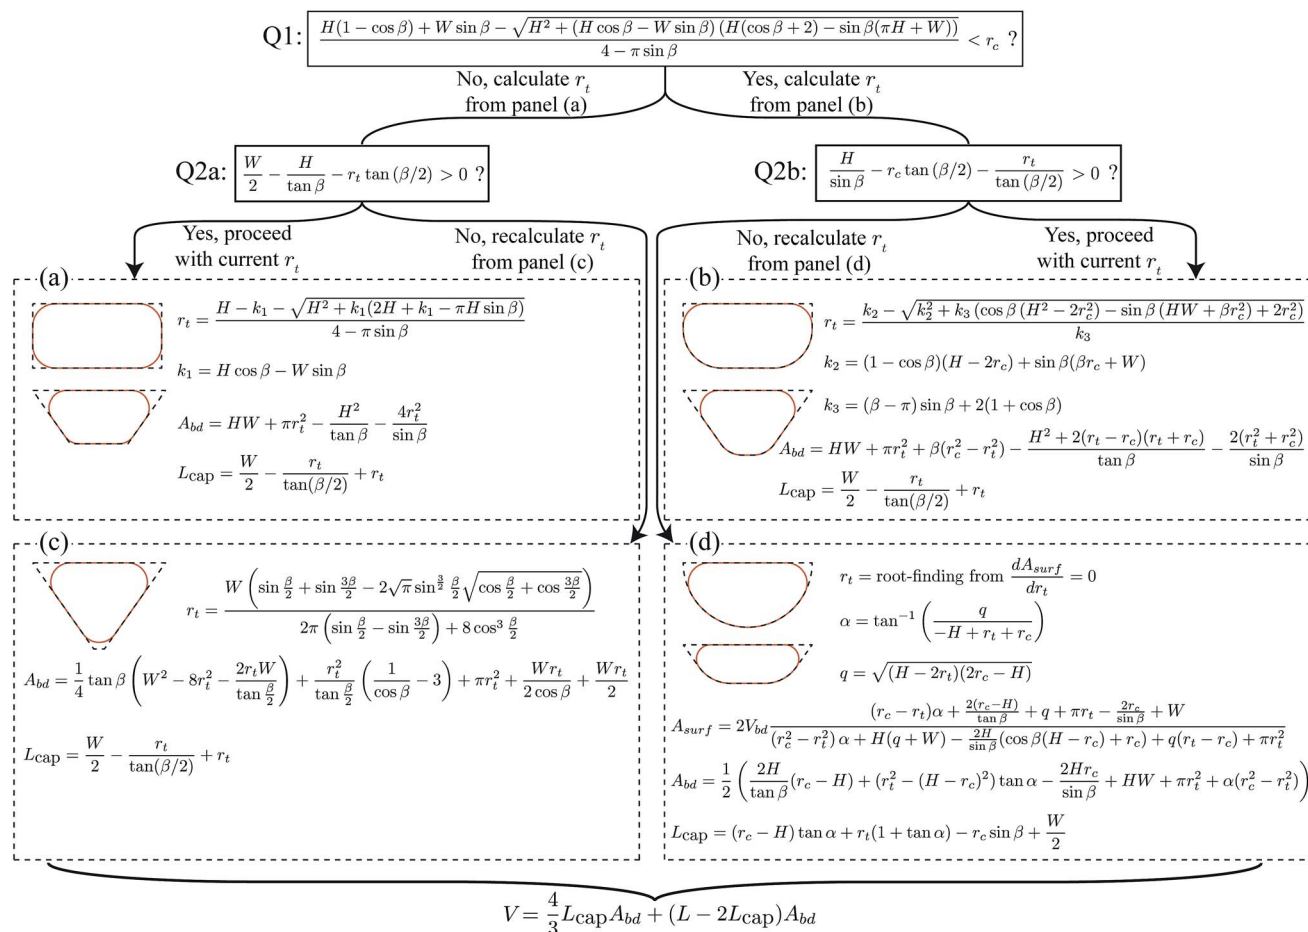 Q1: \frac{H(1-\cos\beta)+W\sin\beta-\sqrt{H^2+(H\cos\beta-W\sin\beta)(H(\cos\beta+2)-\sin\beta(\pi H+W))}}{4-\pi\sin\beta} < r_c ?
No, calculate r_t
from panel (a)
Yes, calculate r_t
from panel (b)
Q2a: \frac{W}{2}-\frac{H}{\tan\beta}-r_t\tan(\beta/2)>0 ?
Q2b: \frac{H}{\sin\beta}-r_c\tan(\beta/2)-\frac{r_t}{\tan(\beta/2)}>0 ?
Yes, proceed
with current r_t
No, recalculate r_t
from panel (c)
No, recalculate r_t
from panel (d)
Yes, proceed
with current r_t
(a)
r_t=\frac{H-k_1-\sqrt{H^2+k_1(2H+k_1-\pi H\sin\beta)}}{4-\pi\sin\beta}
k_1=H\cos\beta-W\sin\beta
A_{bd}=HW+\pi r_t^2-\frac{H^2}{\tan\beta}-\frac{4r_t^2}{\sin\beta}
L_{cap}=\frac{W}{2}-\frac{r_t}{\tan(\beta/2)}+r_t
(b)
r_t=\frac{k_2-\sqrt{k_2^2+k_3(\cos\beta(H^2-2r_c^2)-\sin\beta(HW+\beta r_c^2)+2r_c^2)}}{k_3}
k_2=(1-\cos\beta)(H-2r_c)+\sin\beta(\beta r_c+W)
k_3=(\beta-\pi)\sin\beta+2(1+\cos\beta)
A_{bd}=HW+\pi r_t^2+\beta(r_c^2-r_t^2)-\frac{H^2+2(r_t-r_c)(r_t+r_c)}{\tan\beta}-\frac{2(r_t^2+r_c^2)}{\sin\beta}
L_{cap}=\frac{W}{2}-\frac{r_t}{\tan(\beta/2)}+r_t
(c)
r_t=\frac{W\left(\sin\frac{\beta}{2}+\sin\frac{3\beta}{2}-2\sqrt{\pi}\sin^{\frac{3}{2}}\frac{\beta}{2}\sqrt{\cos\frac{\beta}{2}+\cos\frac{3\beta}{2}}\right)}{2\pi\left(\sin\frac{\beta}{2}-\sin\frac{3\beta}{2}\right)+8\cos^3\frac{\beta}{2}}
A_{bd}=\frac{1}{4}\tan\beta\left(W^2-8r_t^2-\frac{2r_tW}{\tan\frac{\beta}{2}}\right)+\frac{r_t^2}{\tan\frac{\beta}{2}}\left(\frac{1}{\cos\beta}-3\right)+\pi r_t^2+\frac{Wr_t}{2\cos\beta}+\frac{Wr_t}{2}
L_{cap}=\frac{W}{2}-\frac{r_t}{\tan(\beta/2)}+r_t
(d)
r_t=root-finding from \frac{dA_{surf}}{dr_t}=0
\alpha=\tan^{-1}\left(\frac{q}{-H+r_t+r_c}\right)
q=\sqrt{(H-2r_t)(2r_c-H)}
A_{surf}=2V_{bd}\frac{(r_c-r_t)\alpha+\frac{2(r_c-H)}{\tan\beta}+q+\pi r_t-\frac{2r_c}{\sin\beta}+W}{(r_c^2-r_t^2)\alpha+H(q+W)-\frac{2H}{\sin\beta}(\cos\beta(H-r_c)+r_c)+q(r_t-r_c)+\pi r_t^2}
A_{bd}=\frac{1}{2}\left(\frac{2H}{\tan\beta}(r_c-H)+(r_t^2-(H-r_c)^2)\tan\alpha-\frac{2Hr_c}{\sin\beta}+HW+\pi r_t^2+\alpha(r_c^2-r_t^2)\right)
L_{cap}=(r_c-H)\tan\alpha+r_t(1+\tan\alpha)-r_c\sin\beta+\frac{W}{2}
V=\frac{4}{3}L_{cap}A_{bd}+(L-2L_{cap})A_{bd}